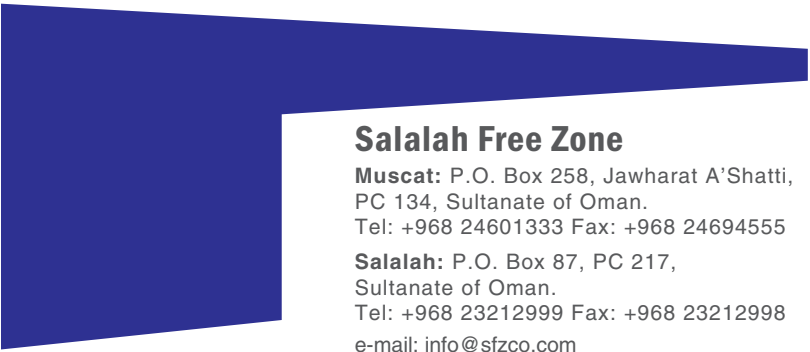 Salalah Free Zone
Muscat: P.O. Box 258, Jawharat A’Shatti,
PC 134, Sultanate of Oman.
Tel: +968 24601333 Fax: +968 24694555
Salalah: P.O. Box 87, PC 217,
Sultanate of Oman.
Tel: +968 23212999 Fax: +968 23212998
e-mail: info@sfzco.com